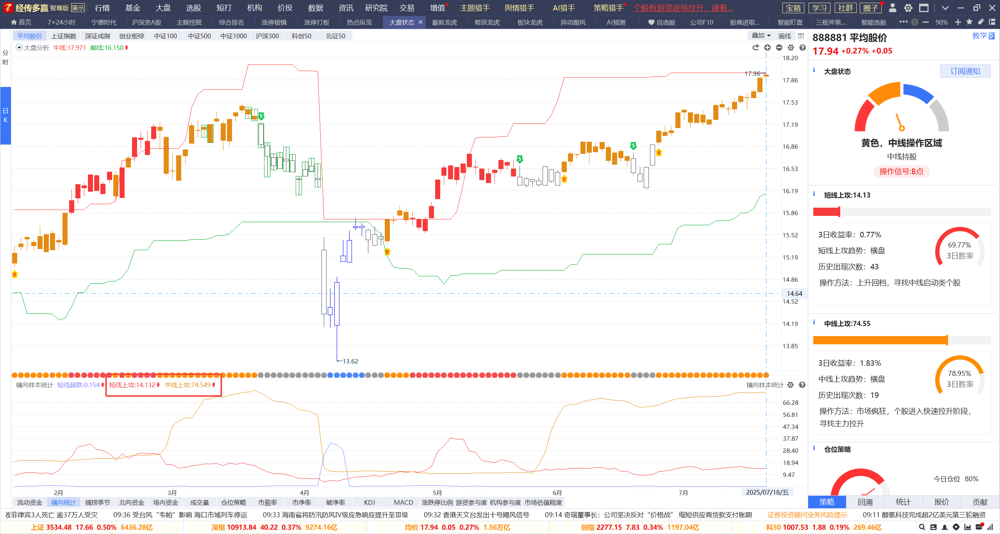 经传多赢 智尊版 演示 行情 基金 大盘 选股 短打 机构 价投 数据 资讯 研究院 交易 增值 主题猎手 舆情猎手 AI猎手 策略猎手 个股有游资进场拉升，速看... 宝箱 学习 社群 圈子
首页 7×24小时 宁德时代 沪深京A股 主题挖掘 综合排名 涨停棱镜 涨停打板 热点纵览 大盘状态 最新龙虎 帮派龙虎 板块龙虎 异动跟风 AI预测 自选股 公司F10 股商进取... 智能盯盘 三板斧策... 智能选股 90%
平均股价 上证指数 深证成指 创业板综 中证100 中证500 中证1000 沪深300 科创50 北证50 叠加 画线
分时
日K
大盘分析 牛线:17.971 熊线:16.150
18.20
17.96
17.86
17.53
17.19
16.86
16.53
16.19
15.86
15.52
15.19
14.86
14.64
14.52
14.19
13.85
13.62
S
S
S
B
B
B
B
横向样本统计 短线超跌:0.154 短线上攻:14.132 中线上攻:74.549 横向样本统计
66.28
56.81
47.34
37.87
28.40
18.94
9.47
2月 3月 4月 5月 6月 7月 2025/07/18/五
流动资金 横向统计 捕捞季节 北向资金 场内资金 成交量 仓位策略 市盈率 市净率 破净率 KDJ MACD 涨跌停比例 游资参与度 机构参与度 市场估值程度
888881 平均股价 教学
17.94 +0.27% +0.05
大盘状态 订阅通知
黄色，中线操作区域
中线持股
操作信号:B点
短线上攻:14.13
3日收益率：0.77%
短线上攻趋势：横盘
历史出现次数：43
操作方法：上升回档，寻找中线启动类个股
69.77%
3日胜率
中线上攻:74.55
3日收益率：1.83%
中线上攻趋势：横盘
历史出现次数：19
操作方法：市场疯狂，个股进入快速拉升阶段，
寻找主力拉升
78.95%
3日胜率
仓位策略
今日仓位 80%
策略 回溯 统计 报价 贡献
致菲律宾3人死亡 逾37万人受灾 09:36 受台风“韦帕”影响 海口市域列车停运 09:33 海南省将防汛防风Ⅳ级应急响应提升至Ⅲ级 09:32 香港天文台发出十号飓风信号 09:14 奇瑞董事长：公司坚决反对“价格战” 缩短供应商货款支付账期 证券投资顾问业务风险提示 09:11 醇氢科技完成超2亿美元第三轮融资
上证 3534.48 17.66 0.50% 6436.28亿 深指 10913.84 40.22 0.37% 9274.16亿 均价 17.94 0.05 0.27% 1.56万亿 创指 2277.15 7.83 0.34% 1197.04亿 科50 1007.53 1.88 0.19% 269.46亿